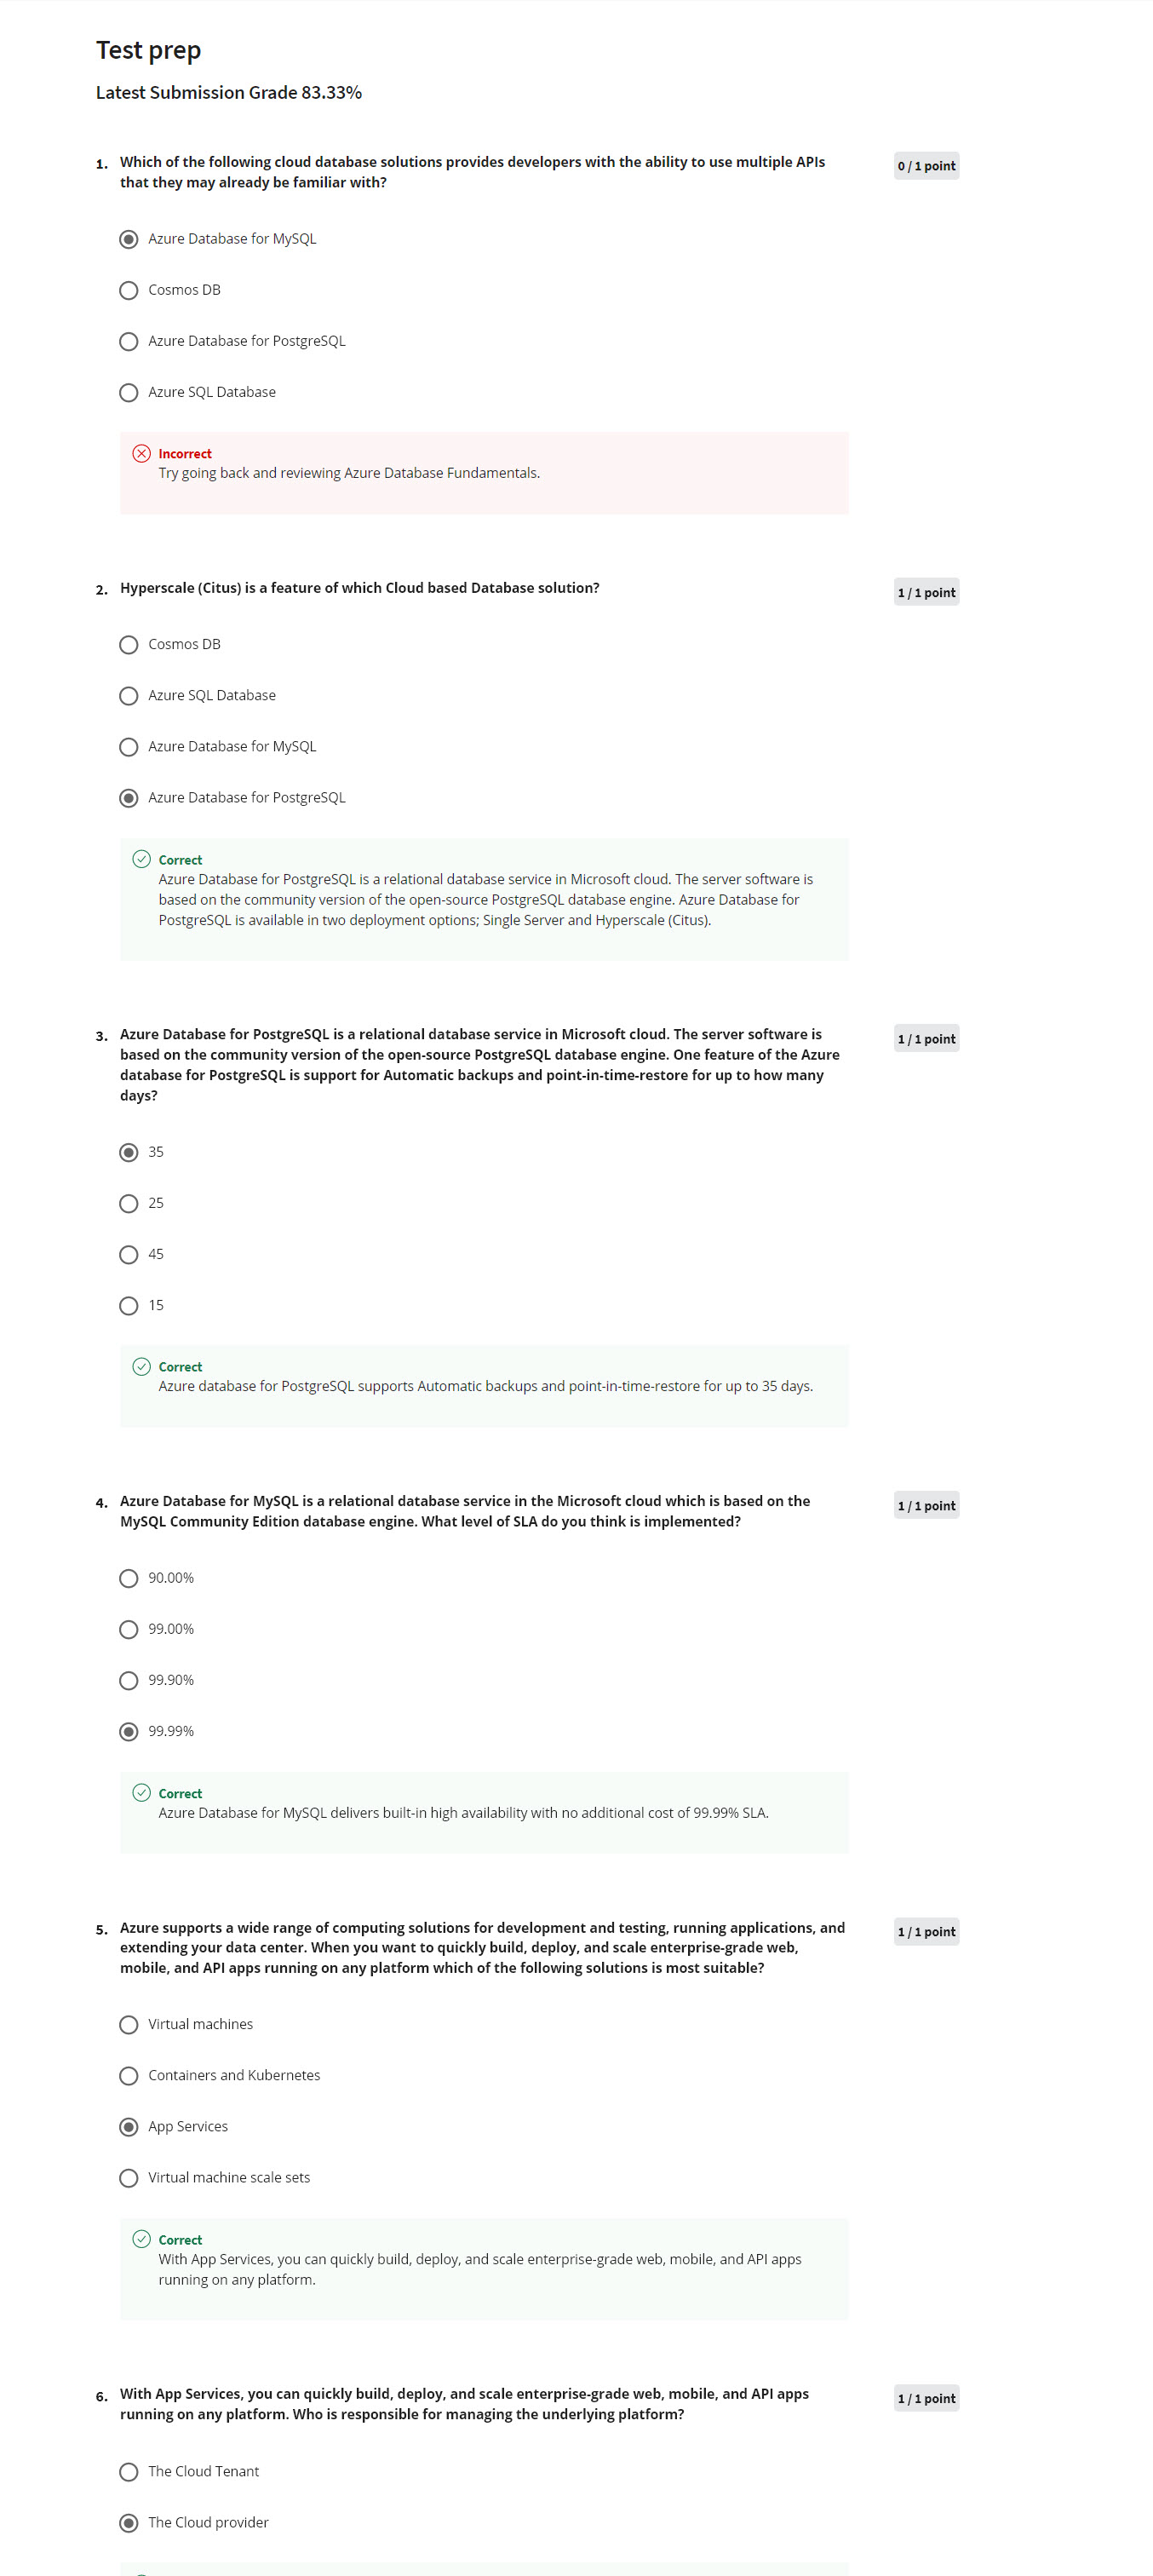 Test prep
Latest Submission Grade 83.33%
1. Which of the following cloud database solutions provides developers with the ability to use multiple APIs
that they may already be familiar with?
0 / 1 point
Azure Database for MySQL
Cosmos DB
Azure Database for PostgreSQL
Azure SQL Database
Incorrect
Try going back and reviewing Azure Database Fundamentals.
2. Hyperscale (Citus) is a feature of which Cloud based Database solution?
1 / 1 point
Cosmos DB
Azure SQL Database
Azure Database for MySQL
Azure Database for PostgreSQL
Correct
Azure Database for PostgreSQL is a relational database service in Microsoft cloud. The server software is
based on the community version of the open-source PostgreSQL database engine. Azure Database for
PostgreSQL is available in two deployment options; Single Server and Hyperscale (Citus).
3. Azure Database for PostgreSQL is a relational database service in Microsoft cloud. The server software is
based on the community version of the open-source PostgreSQL database engine. One feature of the Azure
database for PostgreSQL is support for Automatic backups and point-in-time-restore for up to how many
days?
1 / 1 point
35
25
45
15
Correct
Azure database for PostgreSQL supports Automatic backups and point-in-time-restore for up to 35 days.
4. Azure Database for MySQL is a relational database service in the Microsoft cloud which is based on the
MySQL Community Edition database engine. What level of SLA do you think is implemented?
1 / 1 point
90.00%
99.00%
99.90%
99.99%
Correct
Azure Database for MySQL delivers built-in high availability with no additional cost of 99.99% SLA.
5. Azure supports a wide range of computing solutions for development and testing, running applications, and
extending your data center. When you want to quickly build, deploy, and scale enterprise-grade web,
mobile, and API apps running on any platform which of the following solutions is most suitable?
1 / 1 point
Virtual machines
Containers and Kubernetes
App Services
Virtual machine scale sets
Correct
With App Services, you can quickly build, deploy, and scale enterprise-grade web, mobile, and API apps
running on any platform.
6. With App Services, you can quickly build, deploy, and scale enterprise-grade web, mobile, and API apps
running on any platform. Who is responsible for managing the underlying platform?
1 / 1 point
The Cloud Tenant
The Cloud provider